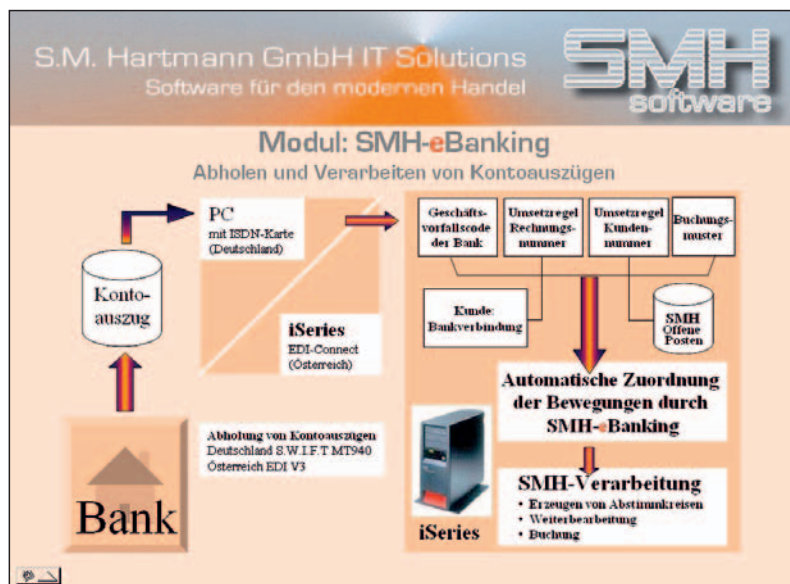 S.M. Hartmann GmbH IT Solutions
Software für den modernen Handel
SMH
software
Modul: SMH-eBanking
Abholen und Verarbeiten von Kontoauszügen
PC
mit ISDN-Karte
(Deutschland)
Konto-
auszug
iSeries
EDI-Connect
(Österreich)
Bank
Abholung von Kontoauszügen
Deutschland S.W.I.F.T MT940
Österreich EDI V3
Geschäfts-
vorfallscode
der Bank
Umsetzregel
Rechnungs-
nummer
Umsetzregel
Kunden-
nummer
Buchungs-
muster
Kunde:
Bankverbindung
SMH
Offene
Posten
Automatische Zuordnung
der Bewegungen durch
SMH-eBanking
iSeries
SMH-Verarbeitung
• Erzeugen von Abstimmkreisen
• Weiterbearbeitung
• Buchung